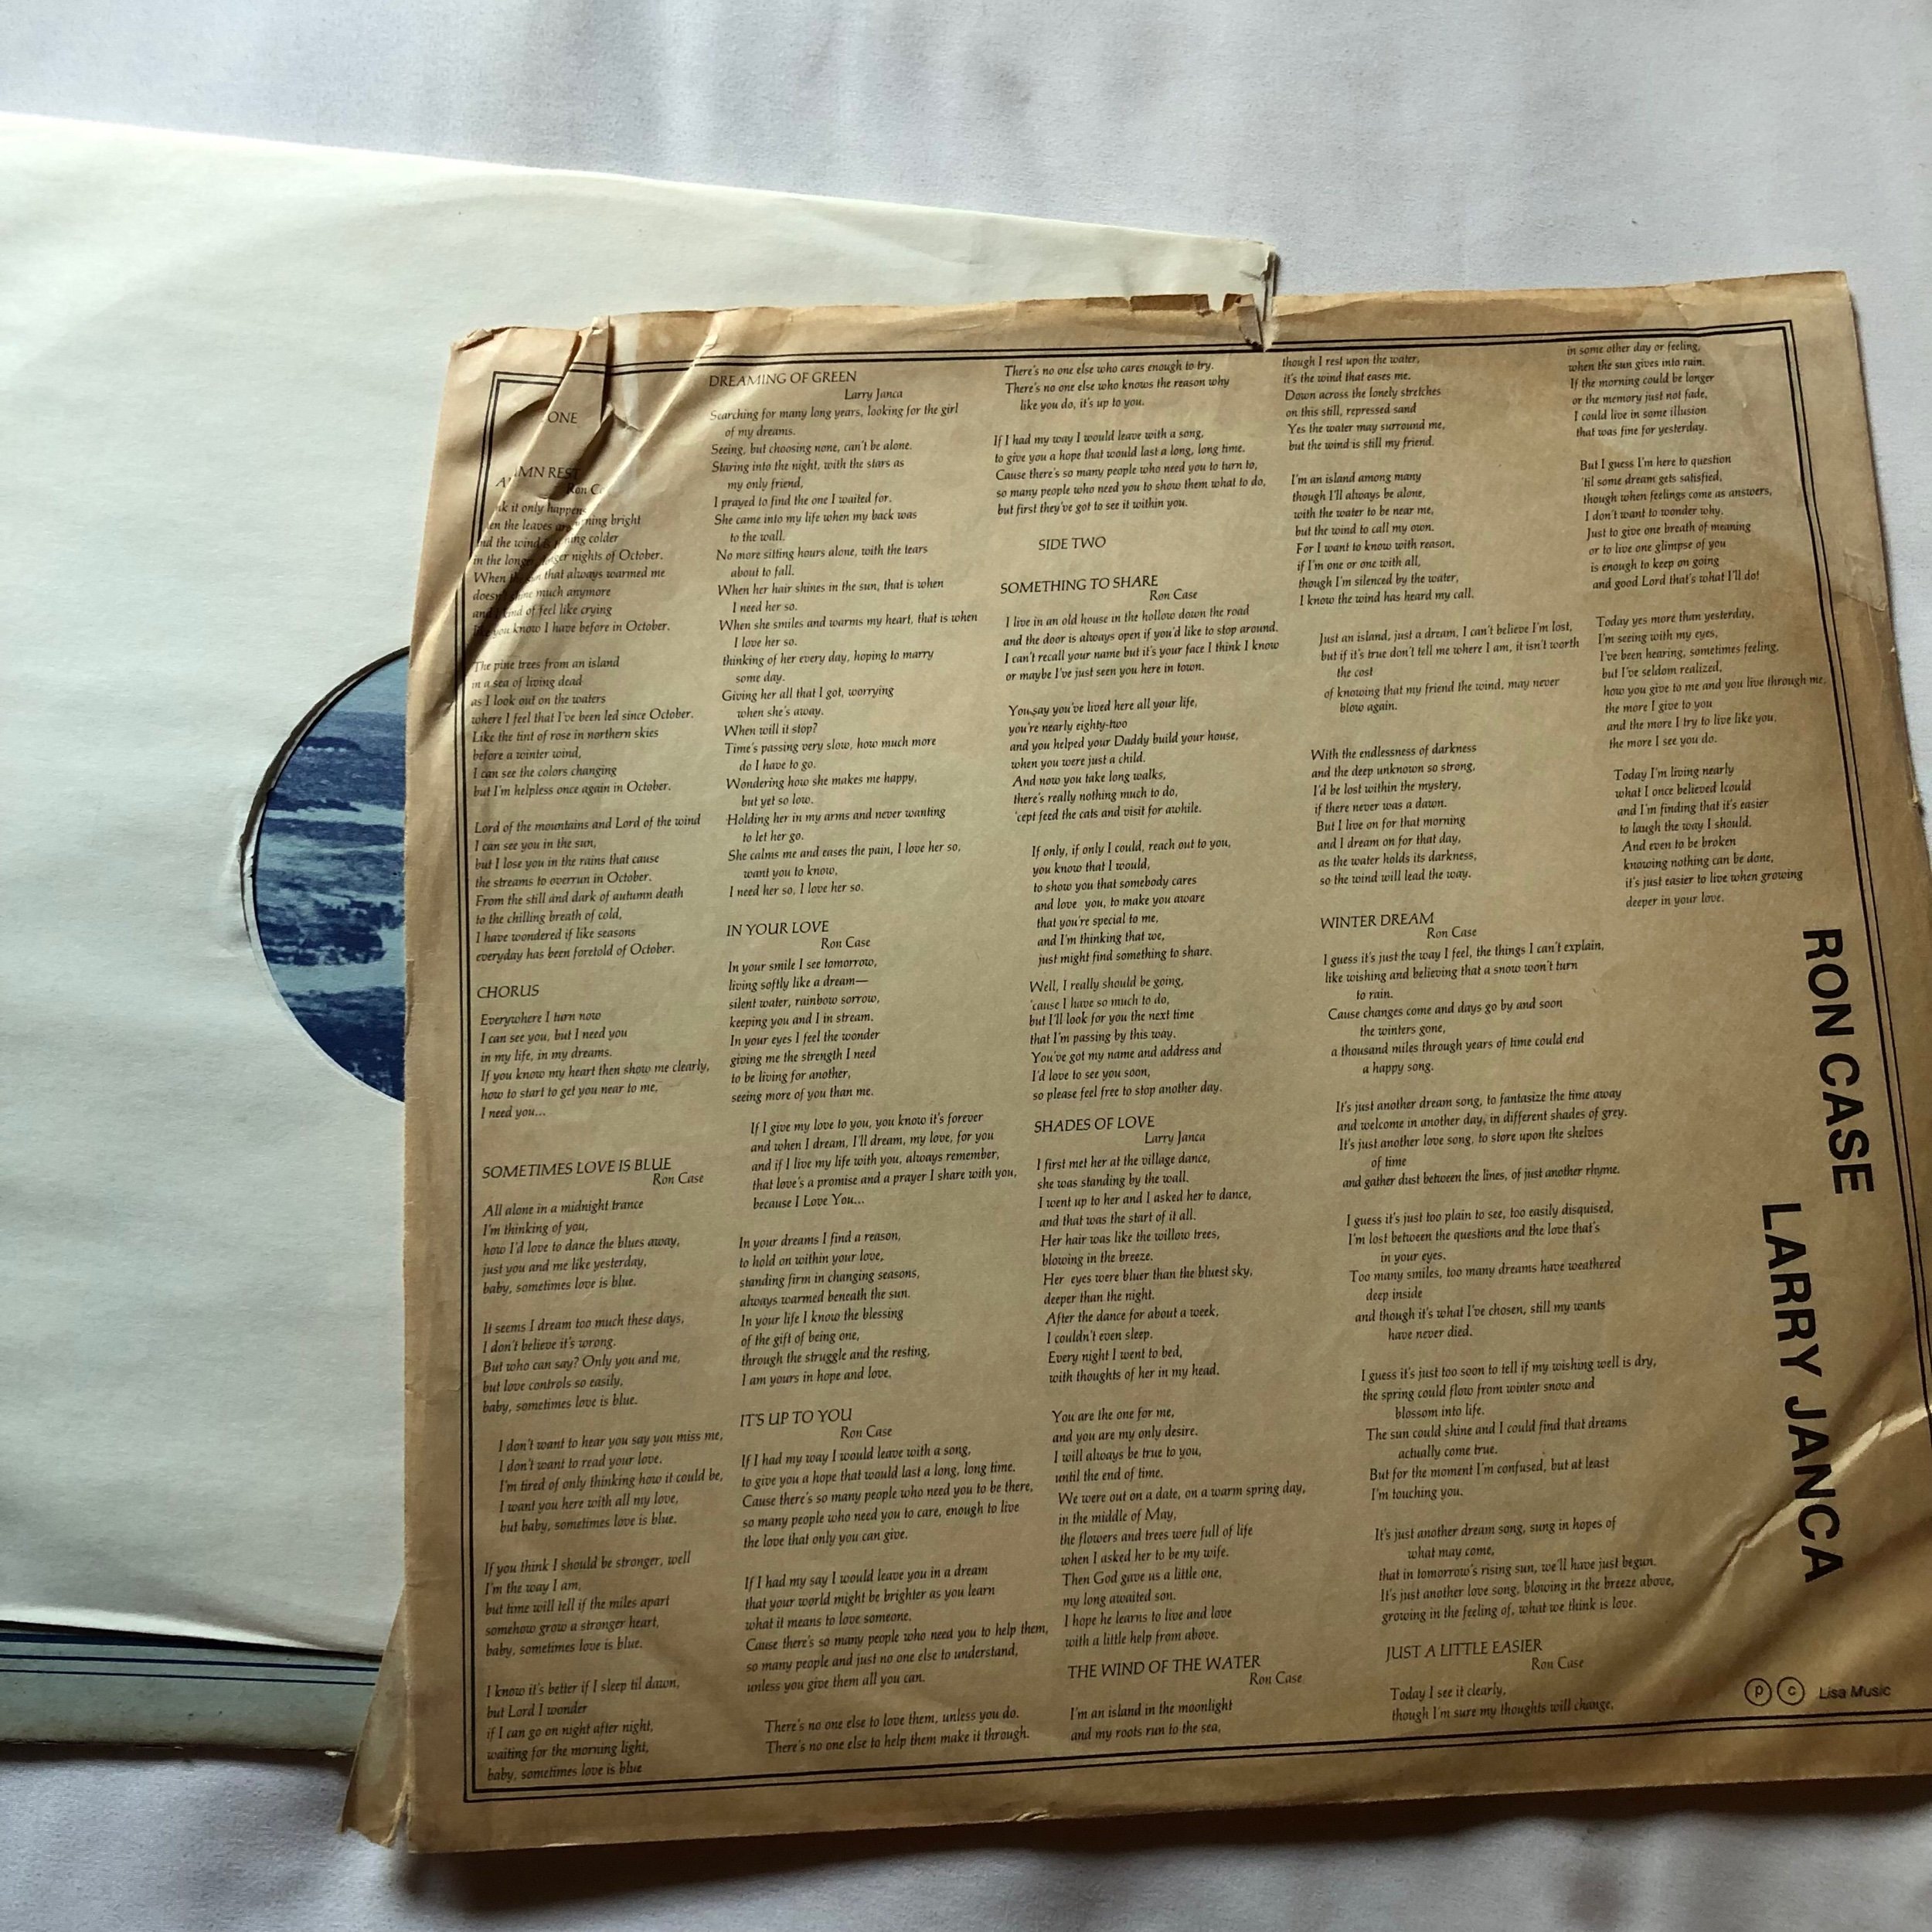 ONE
MN REST
Ron
it only happens
the leaves bright
and the wind colder
in the longer nights of October.
When that always warmed me
much anymore
and of feel like crying
you know I have before in October.
The pine trees from an island
in a sea of living dead
as I look out on the waters
where I feel that I've been led since October.
Like the tint of rose in northern skies
before a winter wind,
I can see the colors changing
but I'm helpless once again in October.
Lord of the mountains and Lord of the wind
I can see you in the sun,
but I lose you in the rains that cause
the streams to overrun in October.
From the still and dark of autumn death
to the chilling breath of cold,
I have wondered if like seasons
everyday has been foretold of October.
CHORUS
Everywhere I turn now
I can see you, but I need you
in my life, in my dreams.
If you know my heart then show me clearly,
how to start to get you near to me,
I need you...
SOMETIMES LOVE IS BLUE
Ron Case
All alone in a midnight trance
I'm thinking of you,
how I'd love to dance the blues away,
just you and me like yesterday,
baby, sometimes love is blue.
It seems I dream too much these days,
I don't believe it's wrong.
But who can say? Only you and me,
but love controls so easily,
baby, sometimes love is blue.
I don't want to hear you say you miss me,
I don't want to read your love.
I'm tired of only thinking how it could be,
I want you here with all my love,
but baby, sometimes love is blue.
If you think I should be stronger, well
I'm the way I am,
but time will tell if the miles apart
somehow grow a stronger heart,
baby, sometimes love is blue.
I know it's better if I sleep til dawn,
but Lord I wonder
if I can go on night after night,
waiting for the morning light,
baby, sometimes love is blue
DREAMING OF GREEN
Larry Janca
Searching for many long years, looking for the girl
of my dreams.
Seeing, but choosing none, can't be alone.
Staring into the night, with the stars as
my only friend,
I prayed to find the one I waited for.
She came into my life when my back was
to the wall.
No more sitting hours alone, with the tears
about to fall.
When her hair shines in the sun, that is when
I need her so.
When she smiles and warms my heart, that is when
I love her so.
thinking of her every day, hoping to marry
some day.
Giving her all that I got, worrying
when she's away.
When will it stop?
Time's passing very slow, how much more
do I have to go.
Wondering how she makes me happy,
but yet so low.
Holding her in my arms and never wanting
to let her go.
She calms me and eases the pain, I love her so,
want you to know,
I need her so, I love her so.
IN YOUR LOVE
Ron Case
In your smile I see tomorrow,
living softly like a dream—
silent water, rainbow sorrow,
keeping you and I in stream.
In your eyes I feel the wonder
giving me the strength I need
to be living for another,
seeing more of you than me.
If I give my love to you, you know it's forever
and when I dream, I'll dream, my love, for you
and if I live my life with you, always remember,
that love's a promise and a prayer I share with you,
because I Love You...
In your dreams I find a reason,
to hold on within your love,
standing firm in changing seasons,
always warmed beneath the sun.
In your life I know the blessing
of the gift of being one,
through the struggle and the resting,
I am yours in hope and love.
IT'S UP TO YOU
Ron Case
If I had my way I would leave with a song,
to give you a hope that would last a long, long time.
Cause there's so many people who need you to be there,
so many people who need you to care, enough to live
the love that only you can give.
If I had my say I would leave you in a dream
that your world might be brighter as you learn
what it means to love someone.
Cause there's so many people who need you to help them,
so many people and just no one else to understand,
unless you give them all you can.
There's no one else to love them, unless you do.
There's no one else to help them make it through.
There's no one else who cares enough to try.
There's no one else who knows the reason why
like you do, it's up to you.
If I had my way I would leave with a song,
to give you a hope that would last a long, long time.
Cause there's so many people who need you to turn to,
so many people who need you to show them what to do,
but first they've got to see it within you.
SIDE TWO
SOMETHING TO SHARE
Ron Case
I live in an old house in the hollow down the road
and the door is always open if you'd like to stop around.
I can't recall your name but it's your face I think I know
or maybe I've just seen you here in town.
You say you've lived here all your life,
you're nearly eighty-two
and you helped your Daddy build your house,
when you were just a child.
And now you take long walks,
there's really nothing much to do,
'cept feed the cats and visit for awhile.
If only, if only I could, reach out to you,
you know that I would,
to show you that somebody cares
and love you, to make you aware
that you're special to me,
and I'm thinking that we,
just might find something to share.
Well, I really should be going,
'cause I have so much to do,
but I'll look for you the next time
that I'm passing by this way.
You've got my name and address and
I'd love to see you soon,
so please feel free to stop another day.
SHADES OF LOVE
Larry Janca
I first met her at the village dance,
she was standing by the wall.
I went up to her and I asked her to dance,
and that was the start of it all.
Her hair was like the willow trees,
blowing in the breeze.
Her eyes were bluer than the bluest sky,
deeper than the night.
After the dance for about a week,
I couldn't even sleep.
Every night I went to bed,
with thoughts of her in my head.
You are the one for me,
and you are my only desire.
I will always be true to you,
until the end of time,
We were out on a date, on a warm spring day,
in the middle of May,
the flowers and trees were full of life
when I asked her to be my wife.
Then God gave us a little one,
my long awaited son.
I hope he learns to live and love
with a little help from above.
THE WIND OF THE WATER
Ron Case
I'm an island in the moonlight
and my roots run to the sea,
though I rest upon the water,
it's the wind that eases me.
Down across the lonely stretches
on this still, repressed sand
Yes the water may surround me,
but the wind is still my friend.
I'm an island among many
though I'll always be alone,
with the water to be near me,
but the wind to call my own.
For I want to know with reason,
if I'm one or one with all,
though I'm silenced by the water,
I know the wind has heard my call.
Just an island, just a dream, I can't believe I'm lost,
but if it's true don't tell me where I am, it isn't worth
the cost
of knowing that my friend the wind, may never
blow again.
With the endlessness of darkness
and the deep unknown so strong,
I'd be lost within the mystery,
if there never was a dawn.
But I live on for that morning
and I dream on for that day,
as the water holds its darkness,
so the wind will lead the way.
WINTER DREAM
Ron Case
I guess it's just the way I feel, the things I can't explain,
like wishing and believing that a snow won't turn
to rain.
Cause changes come and days go by and soon
the winters gone,
a thousand miles through years of time could end
a happy song.
It's just another dream song, to fantasize the time away
and welcome in another day, in different shades of grey.
It's just another love song, to store upon the shelves
of time
and gather dust between the lines, of just another rhyme.
I guess it's just too plain to see, too easily disquised,
I'm lost between the questions and the love that's
in your eyes.
Too many smiles, too many dreams have weathered
deep inside
and though it's what I've chosen, still my wants
have never died.
I guess it's just too soon to tell if my wishing well is dry,
the spring could flow from winter snow and
blossom into life.
The sun could shine and I could find that dreams
actually come true.
But for the moment I'm confused, but at least
I'm touching you.
It's just another dream song, sung in hopes of
what may come,
that in tomorrow's rising sun, we'll have just begun.
It's just another love song, blowing in the breeze above,
growing in the feeling of, what we think is love.
JUST A LITTLE EASIER
Ron Case
Today I see it clearly,
though I'm sure my thoughts will change,
in some other day or feeling,
when the sun gives into rain.
If the morning could be longer
or the memory just not fade,
I could live in some illusion
that was fine for yesterday.
But I guess I'm here to question
'til some dream gets satisfied,
though when feelings come as answers,
I don't want to wonder why.
Just to give one breath of meaning
or to live one glimpse of you
is enough to keep on going
and good Lord that's what I'll do!
Today yes more than yesterday,
I'm seeing with my eyes,
I've been hearing, sometimes feeling,
but I've seldom realized,
how you give to me and you live through me,
the more I give to you
and the more I try to live like you,
the more I see you do.
Today I'm living nearly
what I once believed Icould
and I'm finding that it's easier
to laugh the way I should.
And even to be broken
knowing nothing can be done,
it's just easier to live when growing
deeper in your love.
RON CASE
LARRY JANCA
Ⓟ Ⓒ Lisa Music